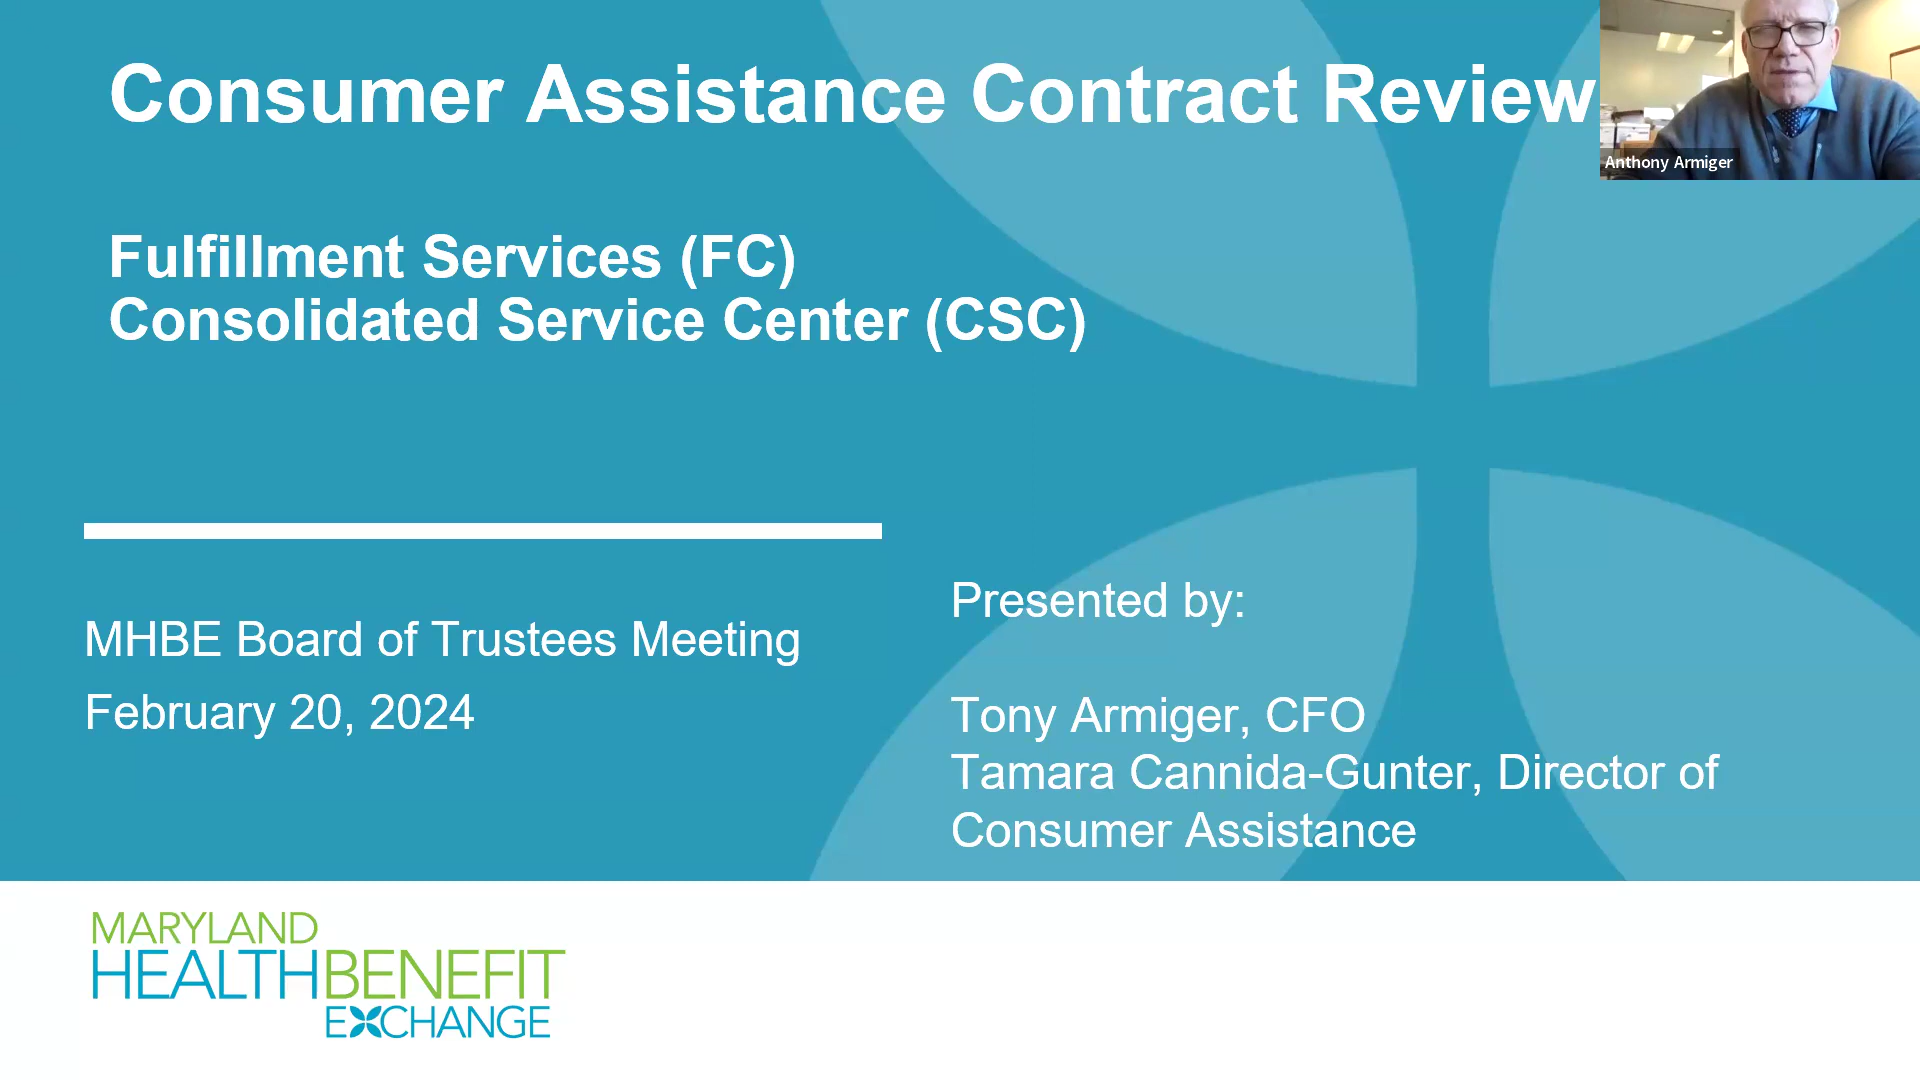 Consumer Assistance Contract Review
Anthony Armiger
Fulfillment Services (FC)
Consolidated Service Center (CSC)
MHBE Board of Trustees Meeting
February 20, 2024
Presented by:
Tony Armiger, CFO
Tamara Cannida-Gunter, Director of
Consumer Assistance
MARYLAND
HEALTHBENEFIT
EXCHANGE